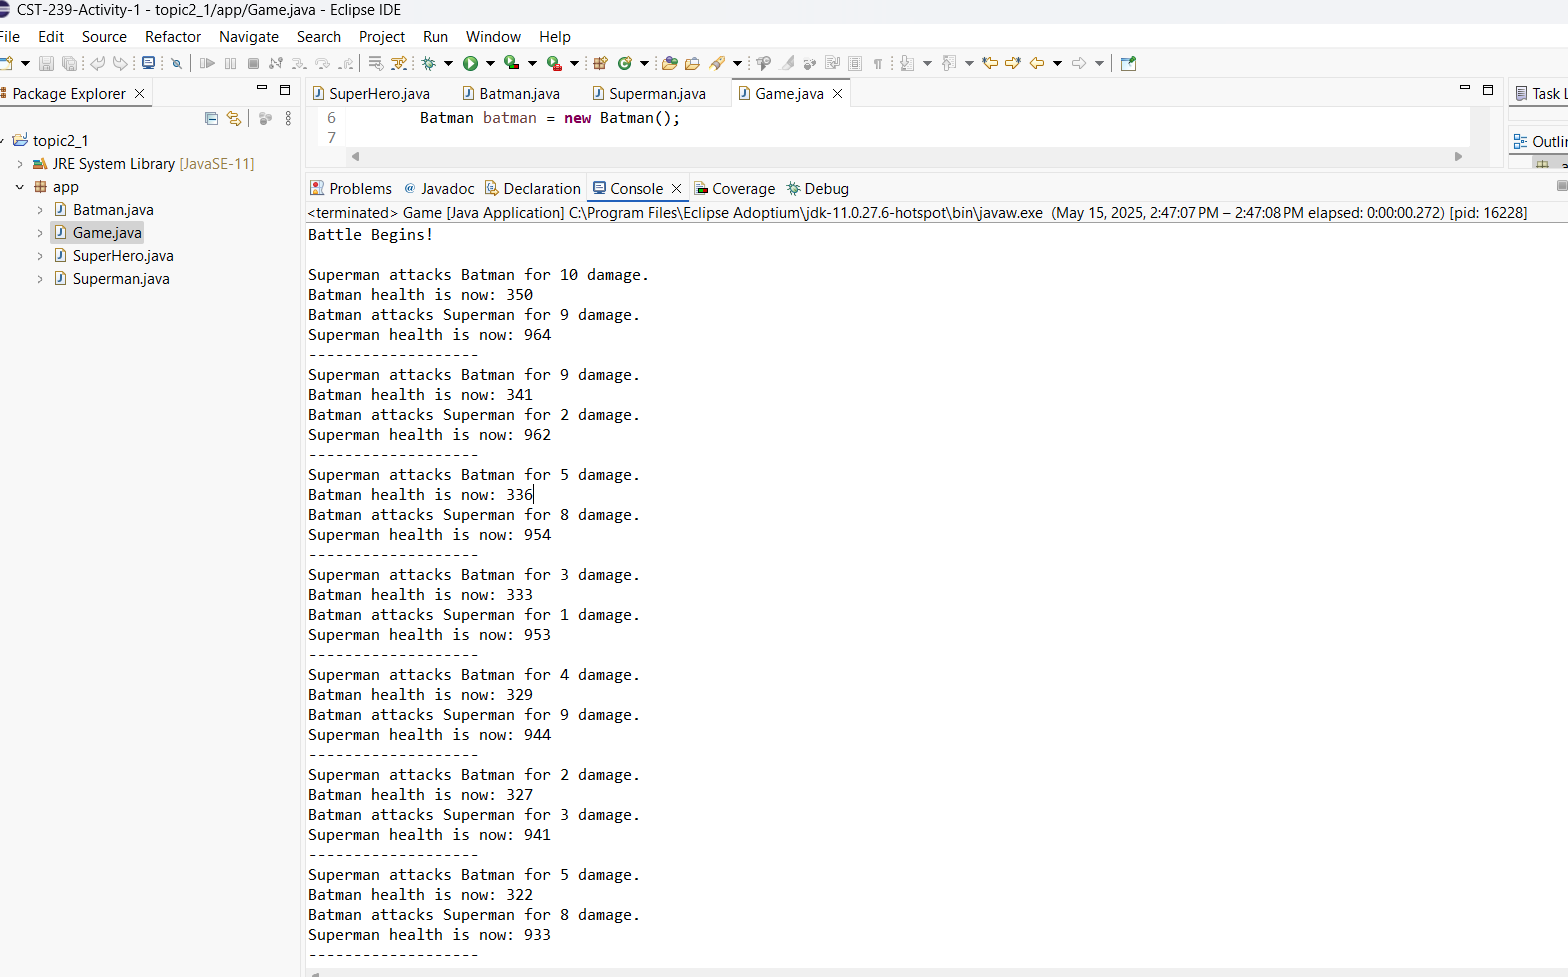 CST-239-Activity-1 - topic2_1/app/Game.java - Eclipse IDE
File Edit Source Refactor Navigate Search Project Run Window Help
Package Explorer
topic2_1
JRE System Library [JavaSE-11]
app
Batman.java
Game.java
SuperHero.java
Superman.java
SuperHero.java Batman.java Superman.java Game.java
6 Batman batman = new Batman();
7
Task L
Outlin
Problems @ Javadoc Declaration Console Coverage Debug
<terminated> Game [Java Application] C:\Program Files\Eclipse Adoptium\jdk-11.0.27.6-hotspot\bin\javaw.exe (May 15, 2025, 2:47:07 PM – 2:47:08 PM elapsed: 0:00:00.272) [pid: 16228]
Battle Begins!
Superman attacks Batman for 10 damage.
Batman health is now: 350
Batman attacks Superman for 9 damage.
Superman health is now: 964
-------------------
Superman attacks Batman for 9 damage.
Batman health is now: 341
Batman attacks Superman for 2 damage.
Superman health is now: 962
-------------------
Superman attacks Batman for 5 damage.
Batman health is now: 336
Batman attacks Superman for 8 damage.
Superman health is now: 954
-------------------
Superman attacks Batman for 3 damage.
Batman health is now: 333
Batman attacks Superman for 1 damage.
Superman health is now: 953
-------------------
Superman attacks Batman for 4 damage.
Batman health is now: 329
Batman attacks Superman for 9 damage.
Superman health is now: 944
-------------------
Superman attacks Batman for 2 damage.
Batman health is now: 327
Batman attacks Superman for 3 damage.
Superman health is now: 941
-------------------
Superman attacks Batman for 5 damage.
Batman health is now: 322
Batman attacks Superman for 8 damage.
Superman health is now: 933
-------------------